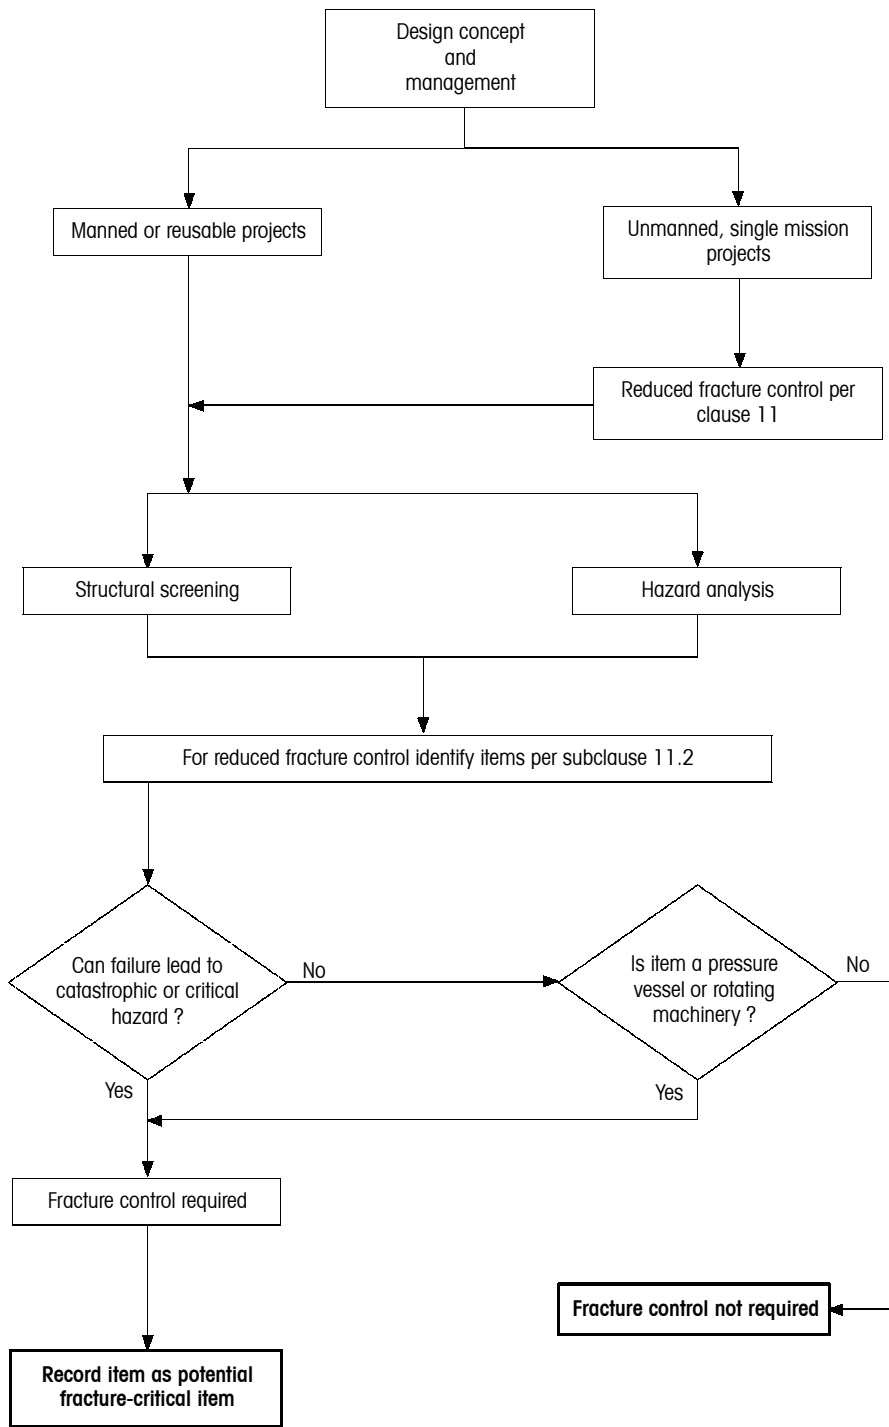 Design concept
and
management
Manned or reusable projects
Unmanned, single mission
projects
Reduced fracture control per
clause 11
Structural screening
Hazard analysis
For reduced fracture control identify items per subclause 11.2
Can failure lead to
catastrophic or critical
hazard ?
No
Is item a pressure
vessel or rotating
machinery ?
No
Yes
Yes
Fracture control required
Fracture control not required
Record item as potential
fracture-critical item